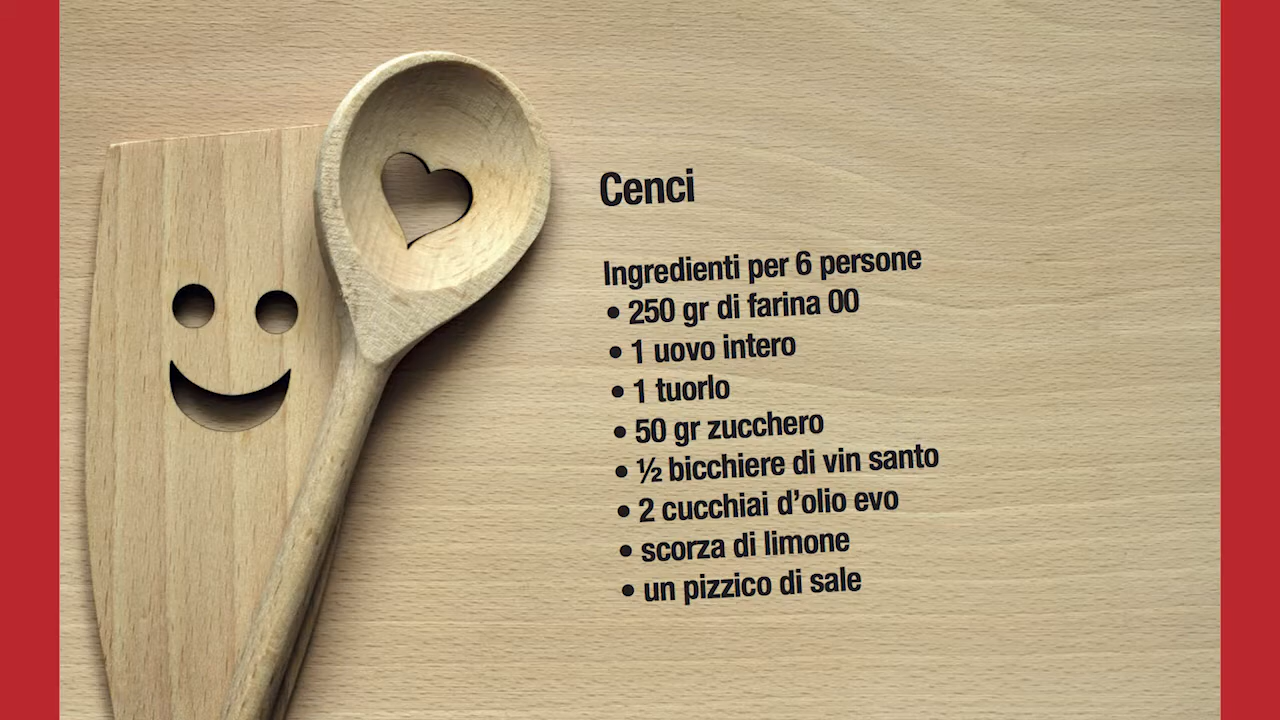 Cenci
Ingredienti per 6 persone
• 250 gr di farina 00
• 1 uovo intero
• 1 tuorlo
• 50 gr zucchero
• ½ bicchiere di vin santo
• 2 cucchiai d’olio evo
• scorza di limone
• un pizzico di sale